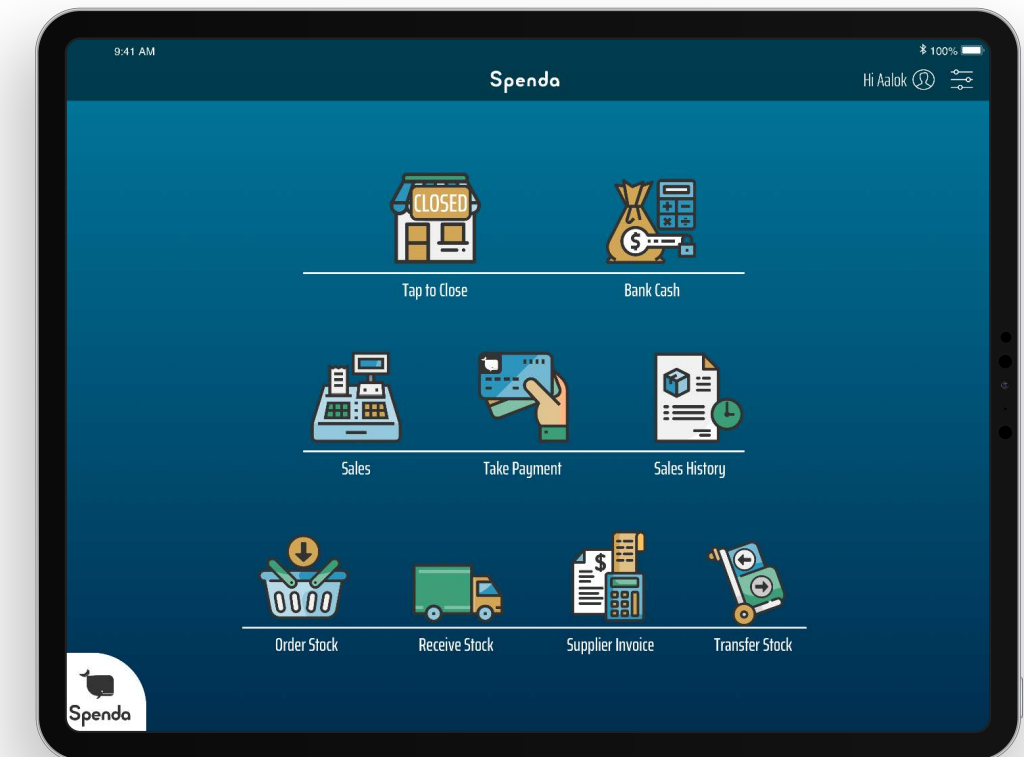 9:41 AM
100%
Spenda
Hi Aalok
CLOSED
$
Tap to Close
Bank Cash
Sales
Take Payment
Sales History
$
Order Stock
Receive Stock
Supplier Invoice
Transfer Stock
Spenda